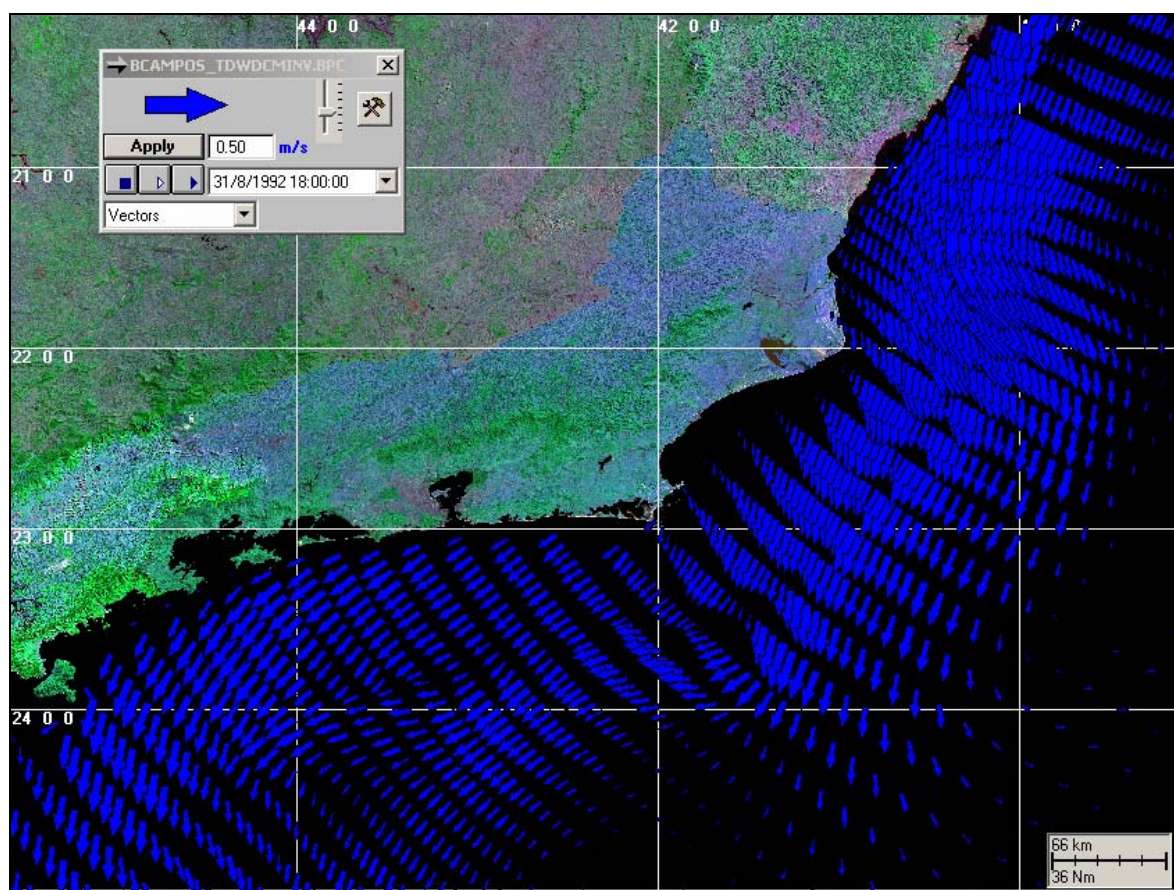 44 0 0
42 0 0
BCAMPOS_TDWDCMINV.BPC
Apply
0.50
m/s
21 0 0
31/8/1992 18:00:00
Vectors
22 0 0
23 0 0
24 0 0
66 km
36 Nm